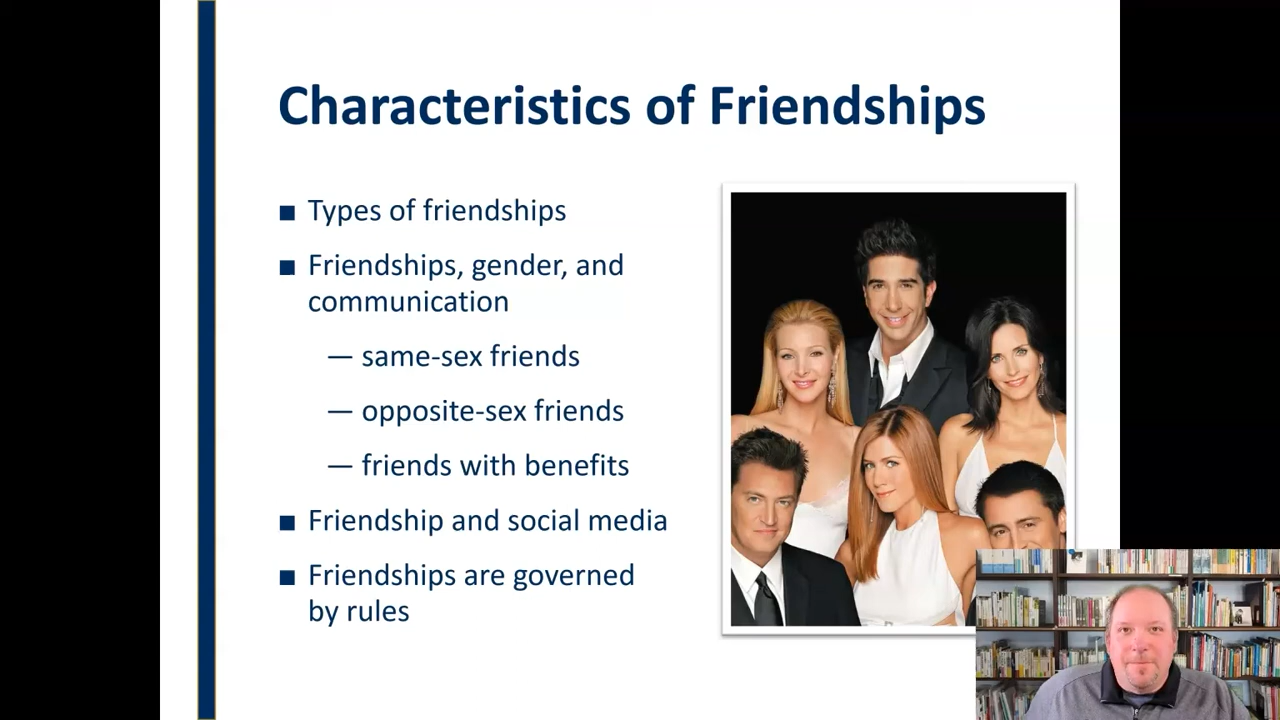 Characteristics of Friendships
■ Types of friendships
■ Friendships, gender, and
communication
— same-sex friends
— opposite-sex friends
— friends with benefits
■ Friendship and social media
■ Friendships are governed
by rules